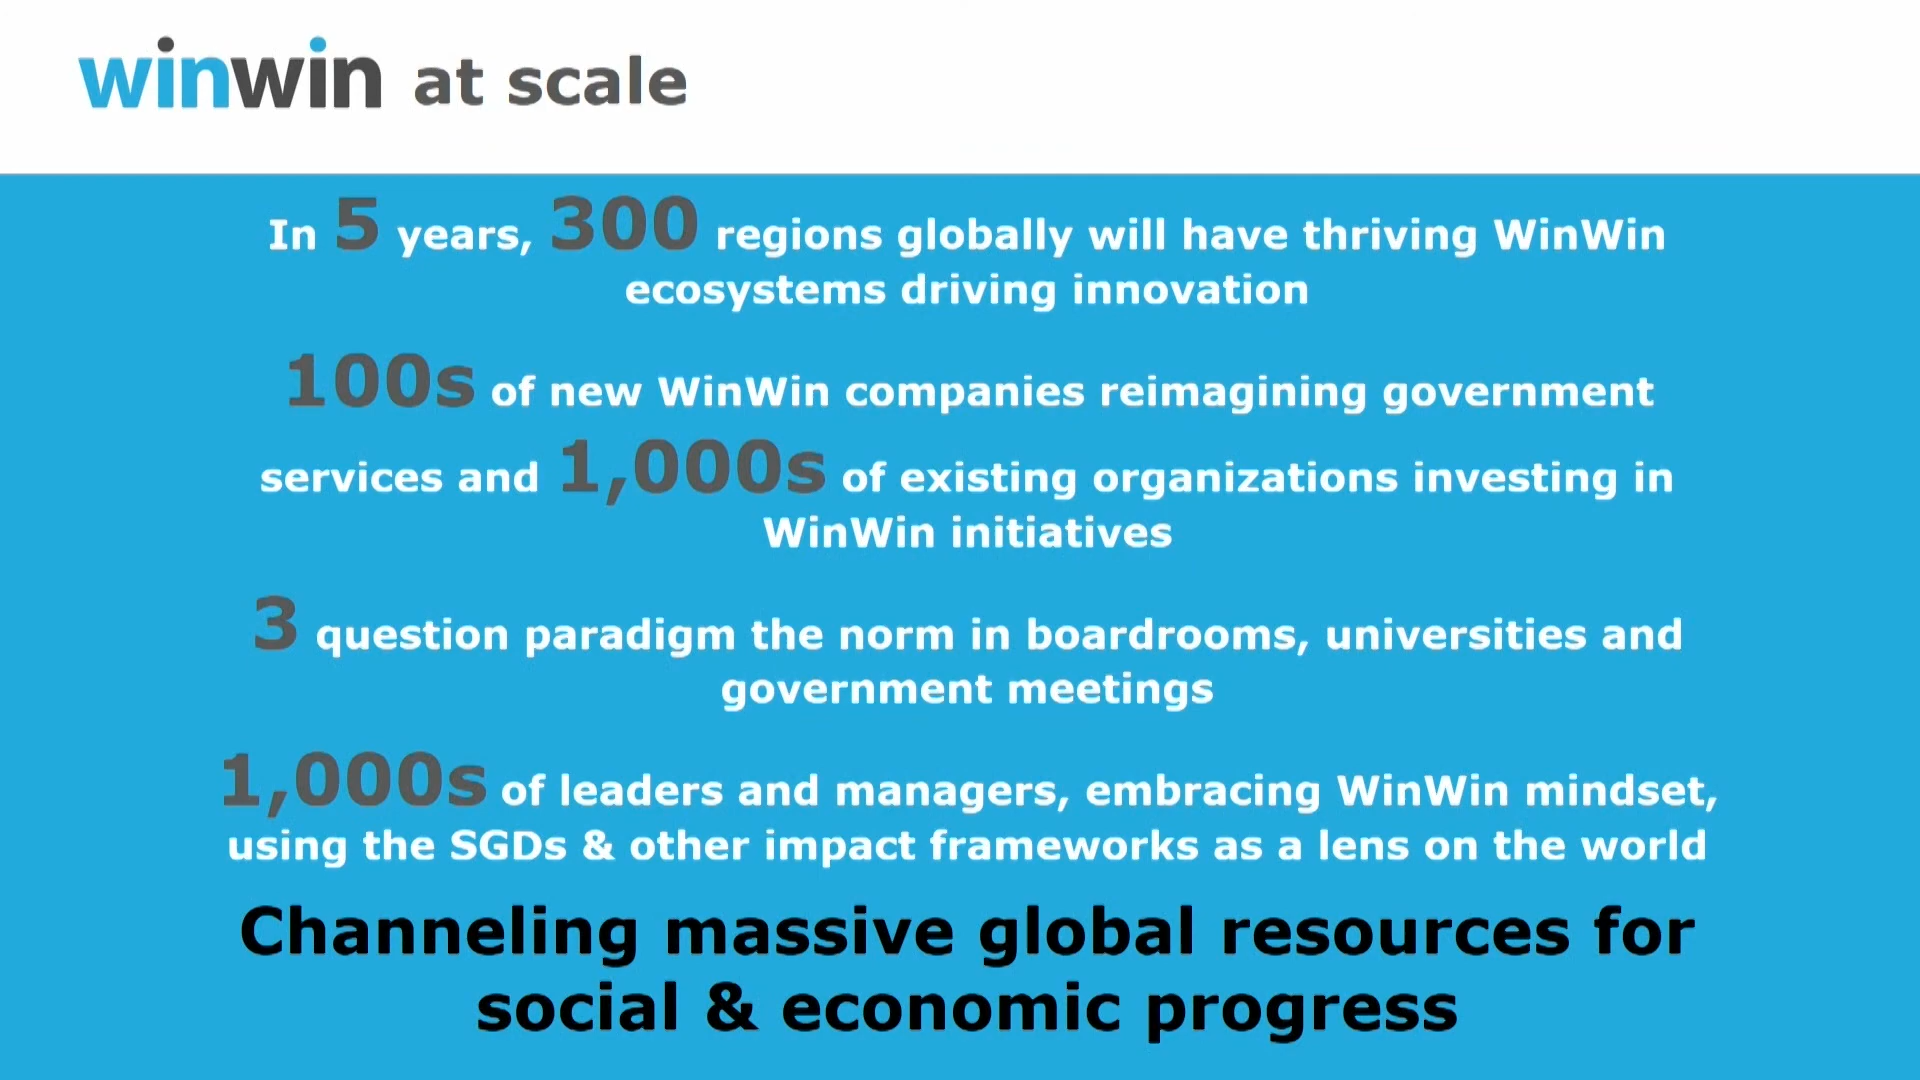 winwin at scale
In 5 years, 300 regions globally will have thriving WinWin
ecosystems driving innovation
100s of new WinWin companies reimagining government
services and 1,000s of existing organizations investing in
WinWin initiatives
3 question paradigm the norm in boardrooms, universities and
government meetings
1,000s of leaders and managers, embracing WinWin mindset,
using the SGDs & other impact frameworks as a lens on the world
Channeling massive global resources for
social & economic progress